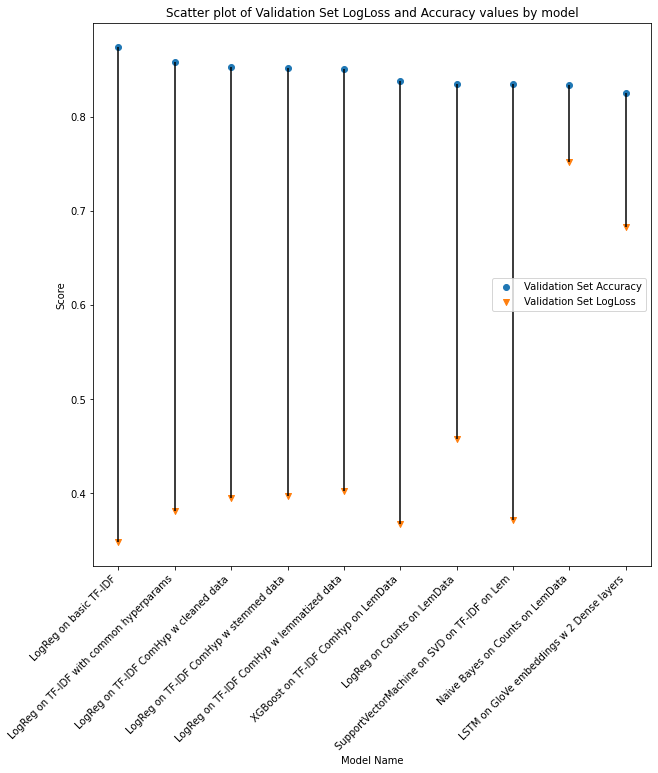 Scatter plot of Validation Set LogLoss and Accuracy values by model
Score
0.8
0.7
0.6
0.5
0.4
Validation Set Accuracy
Validation Set LogLoss
LogReg on basic TF-IDF
LogReg on TF-IDF with common hyperparams
LogReg on TF-IDF ComHyp w cleaned data
LogReg on TF-IDF ComHyp w stemmed data
LogReg on TF-IDF ComHyp w lemmatized data
XGBoost on TF-IDF ComHyp on LemData
LogReg on Counts on LemData
SupportVectorMachine on SVD on TF-IDF on Lem
Naive Bayes on Counts on LemData
LSTM on GloVe embeddings w 2 Dense layers
Model Name